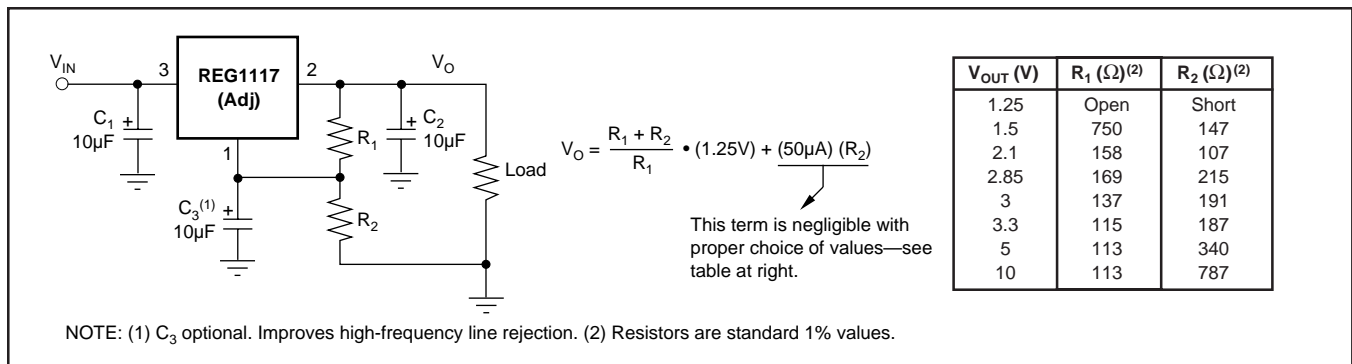 V_IN
3
REG1117
(Adj)
2
V_O
C_1
+
10µF
1
R_1
+
C_2
10µF
Load
C_3^(1)
+
10µF
R_2
V_O = (R_1 + R_2) / R_1 • (1.25V) + (50µA) (R_2)
This term is negligible with
proper choice of values—see
table at right.
V_OUT (V) R_1 (Ω)^(2) R_2 (Ω)^(2)
1.25 Open Short
1.5 750 147
2.1 158 107
2.85 169 215
3 137 191
3.3 115 187
5 113 340
10 113 787
NOTE: (1) C_3 optional. Improves high-frequency line rejection. (2) Resistors are standard 1% values.